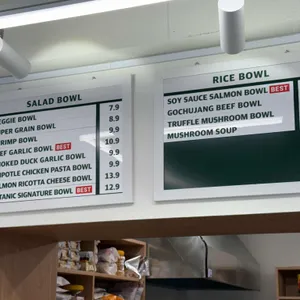 SALAD BOWL
EGGIE BOWL 7.9
PER GRAIN BOWL 8.9
RIMP BOWL 9.9
EF GARLIC BOWL BEST 10.9
OKED DUCK GARLIC BOWL 9.9
POTLE CHICKEN PASTA BOWL 9.9
LMON RICOTTA CHEESE BOWL 13.9
TANIC SIGNATURE BOWL BEST 12.9
RICE BOWL
SOY SAUCE SALMON BOWL BEST
GOCHUJANG BEEF BOWL
TRUFFLE MUSHROOM BOWL
MUSHROOM SOUP